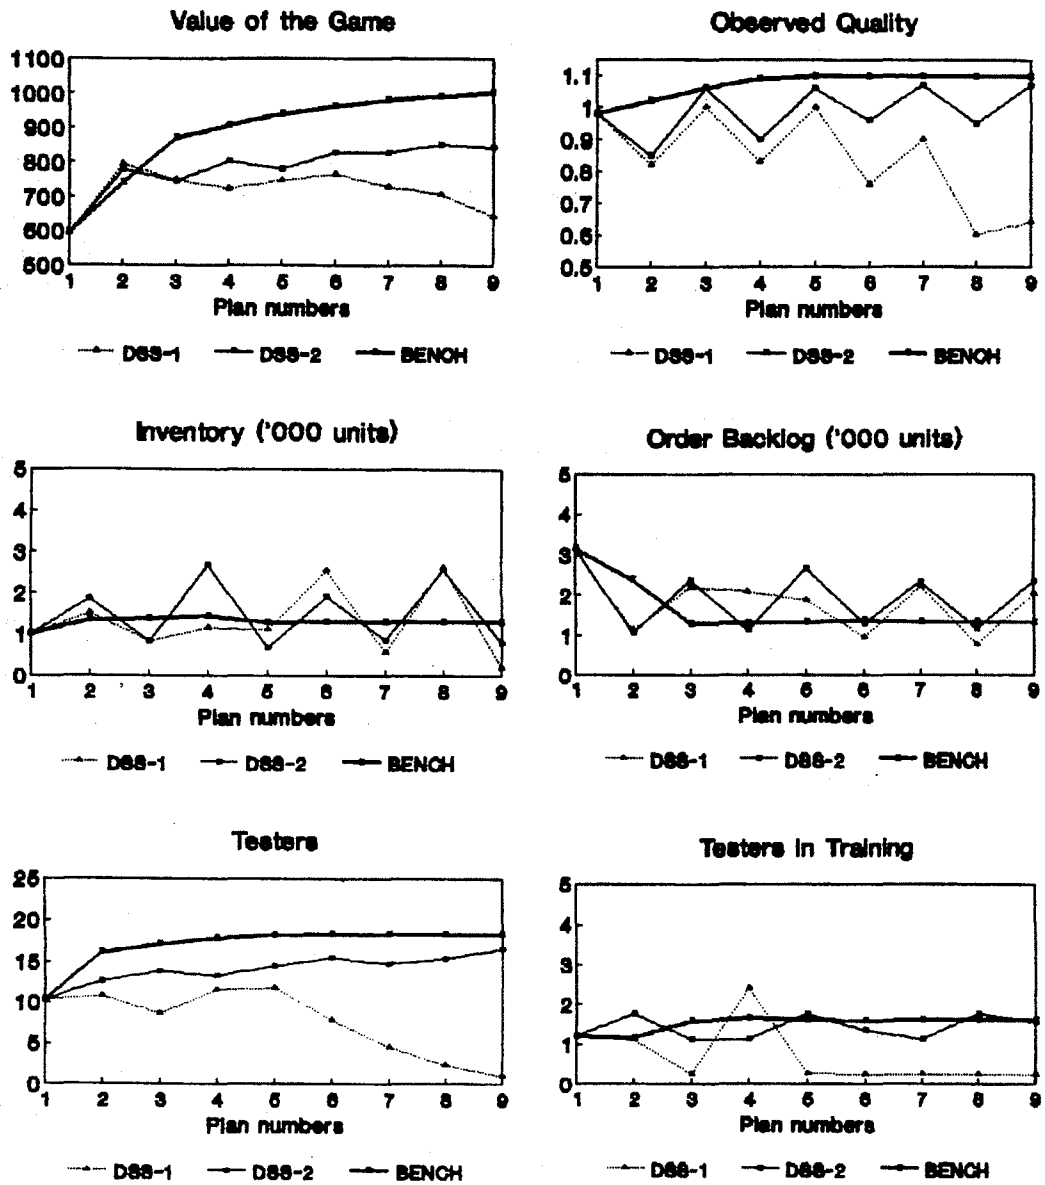 Value of the Game
1100
1000
900
800
700
600
500
1 2 3 4 5 6 7 8 9
Plan numbers
DSS-1 DSS-2 BENCH
Observed Quality
1.1
1
0.9
0.8
0.7
0.6
0.5
1 2 3 4 5 6 7 8 9
Plan numbers
DSS-1 DSS-2 BENCH
Inventory ('000 units)
5
4
3
2
1
0
1 2 3 4 5 6 7 8 9
Plan numbers
DSS-1 DSS-2 BENCH
Order Backlog ('000 units)
5
4
3
2
1
0
1 2 3 4 5 6 7 8 9
Plan numbers
DSS-1 DSS-2 BENCH
Testers
25
20
15
10
5
0
1 2 3 4 5 6 7 8 9
Plan numbers
DSS-1 DSS-2 BENCH
Testers in Training
5
4
3
2
1
0
1 2 3 4 5 6 7 8 9
Plan numbers
DSS-1 DSS-2 BENCH